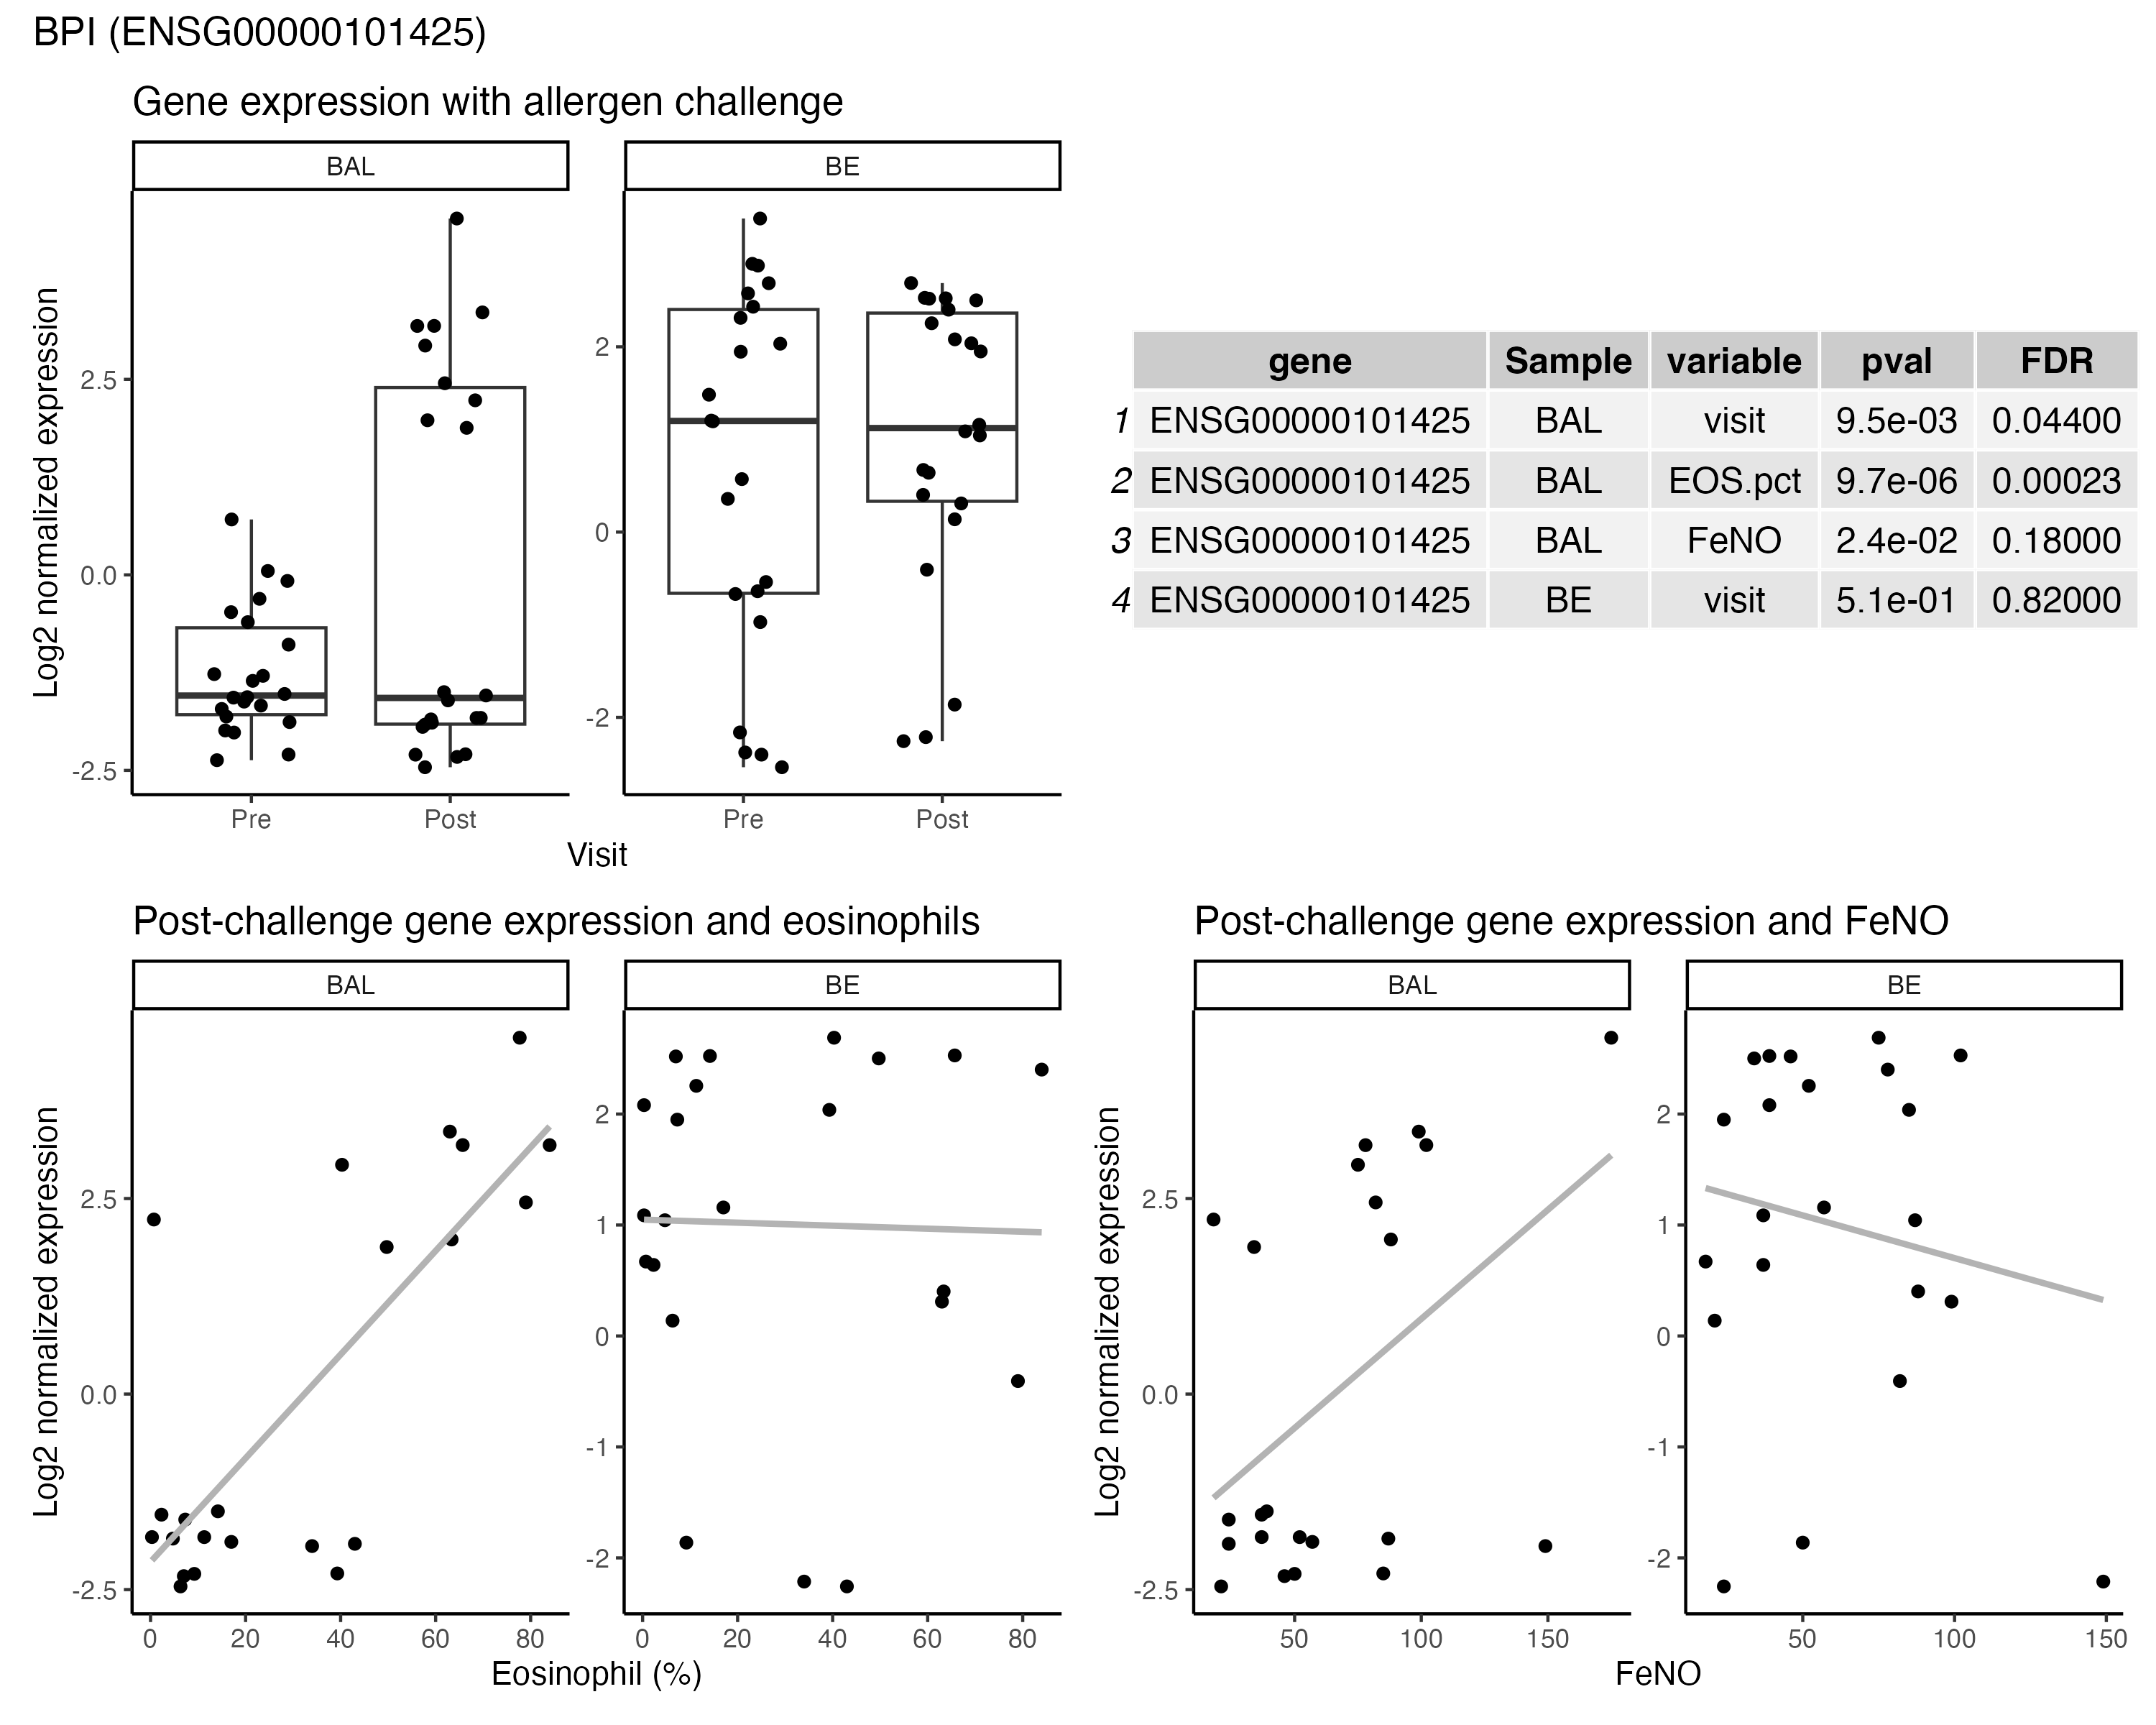 BPI (ENSG00000101425)
Gene expression with allergen challenge
BAL
BE
Log2 normalized expression
2.5
0.0
-2.5
2
0
-2
Pre
Post
Pre
Post
Visit
gene Sample variable pval FDR
1 ENSG00000101425 BAL visit 9.5e-03 0.04400
2 ENSG00000101425 BAL EOS.pct 9.7e-06 0.00023
3 ENSG00000101425 BAL FeNO 2.4e-02 0.18000
4 ENSG00000101425 BE visit 5.1e-01 0.82000
Post-challenge gene expression and eosinophils
BAL
BE
Log2 normalized expression
2.5
0.0
-2.5
2
1
0
-1
-2
0 20 40 60 80
0 20 40 60 80
Eosinophil (%)
Post-challenge gene expression and FeNO
BAL
BE
Log2 normalized expression
2.5
0.0
-2.5
2
1
0
-1
-2
50 100 150
50 100 150
FeNO